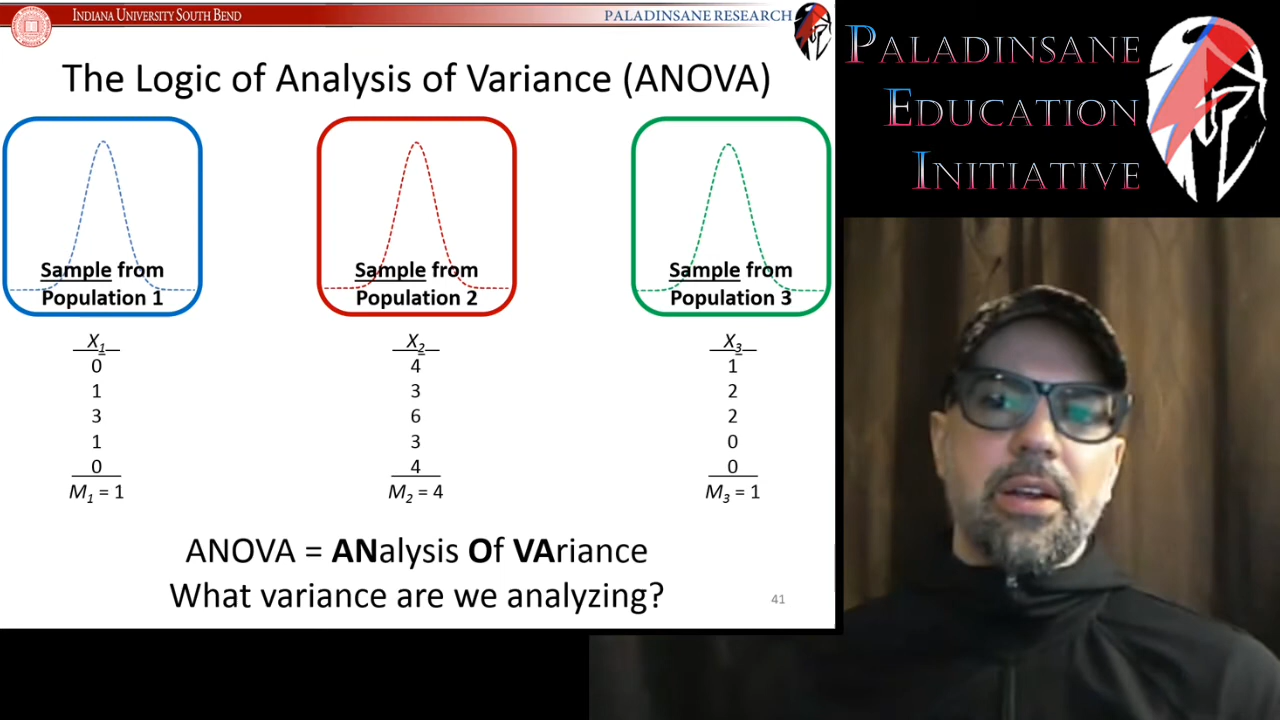 INDIANA UNIVERSITY SOUTH BEND
PALADINSANE RESEARCH
The Logic of Analysis of Variance (ANOVA)
Sample from
Population 1
Sample from
Population 2
Sample from
Population 3
X1
0
1
3
1
0
M1 = 1
X2
4
3
6
3
4
M2 = 4
X3
1
2
2
0
0
M3 = 1
ANOVA = ANalysis Of VAriance
What variance are we analyzing?
41
PALADINSANE
EDUCATION
INITIATIVE